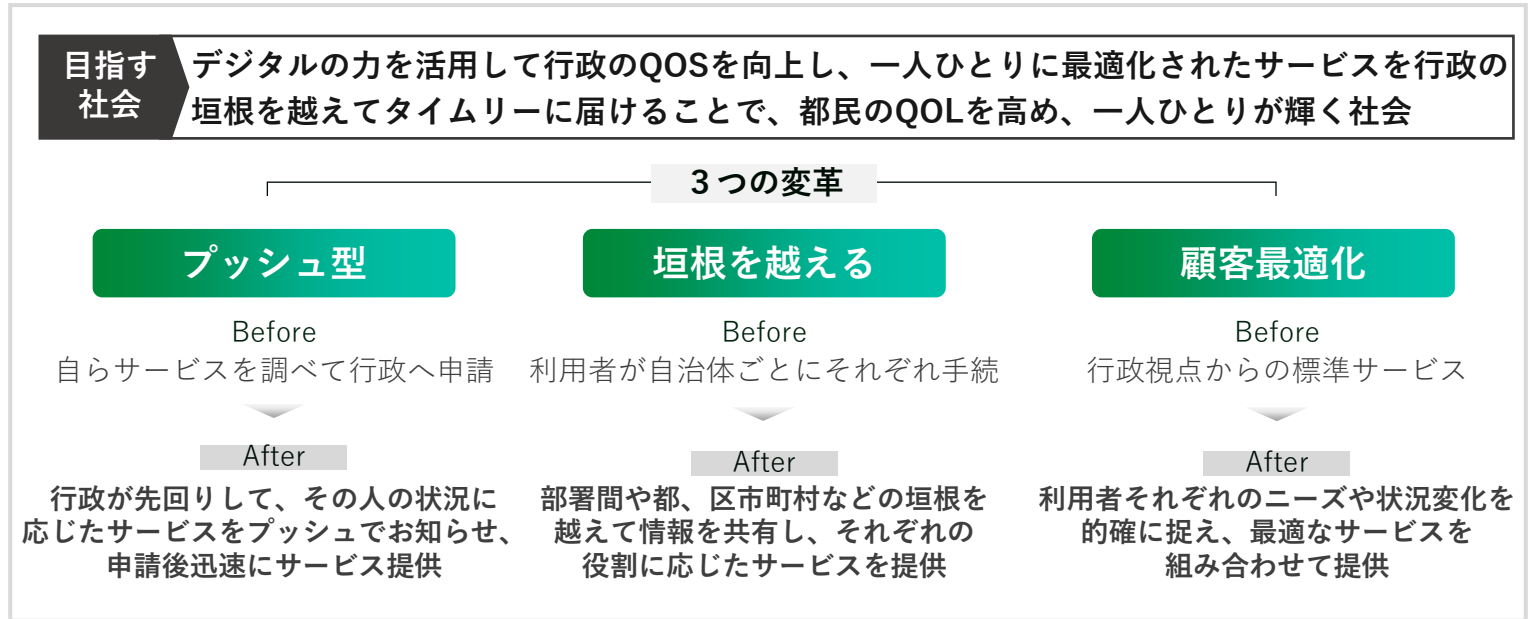 目指す
社会
デジタルの力を活用して行政のQOSを向上し、一人ひとりに最適化されたサービスを行政の
垣根を越えてタイムリーに届けることで、都民のQOLを高め、一人ひとりが輝く社会
３つの変革
プッシュ型
Before
自らサービスを調べて行政へ申請
After
行政が先回りして、その人の状況に
応じたサービスをプッシュでお知らせ、
申請後迅速にサービス提供
垣根を越える
Before
利用者が自治体ごとにそれぞれ手続
After
部署間や都、区市町村などの垣根を
越えて情報を共有し、それぞれの
役割に応じたサービスを提供
顧客最適化
Before
行政視点からの標準サービス
After
利用者それぞれのニーズや状況変化を
的確に捉え、最適なサービスを
組み合わせて提供